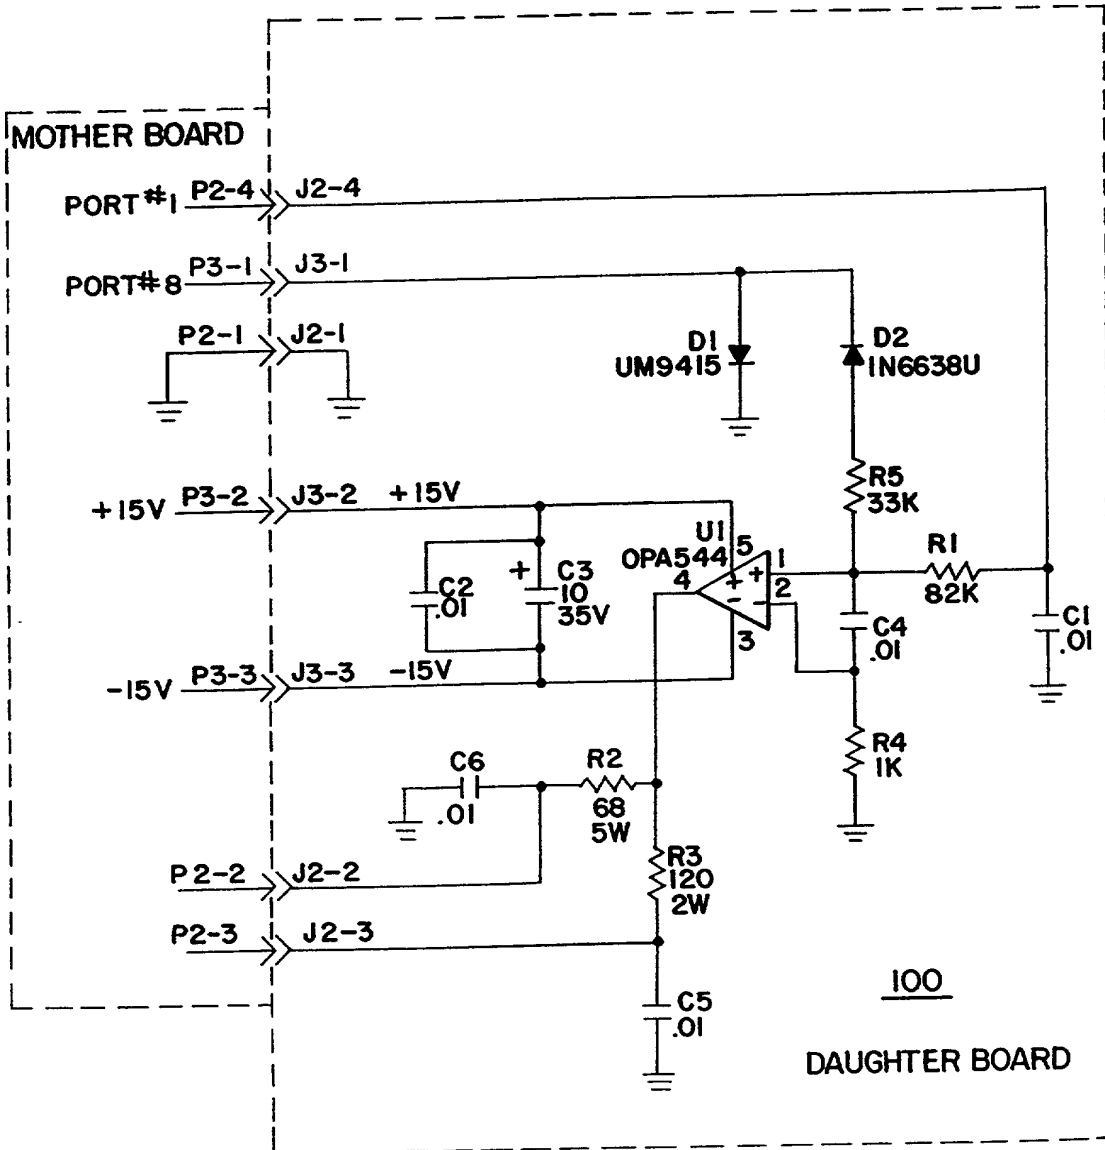 MOTHER BOARD
PORT #1 P2-4 J2-4
PORT#8 P3-1 J3-1
P2-1 J2-1
D1
UM9415
D2
1N6638U
R5
33K
+15V P3-2 J3-2 +15V
U1
OPA544
5
4
1
2
3
+
-
+
-
R1
82K
C2
.01
+
C3
10
35V
C4
.01
C1
.01
-15V P3-3 J3-3 -15V
R4
1K
C6
.01
R2
68
5W
R3
120
2W
P2-2 J2-2
P2-3 J2-3
C5
.01
100
DAUGHTER BOARD